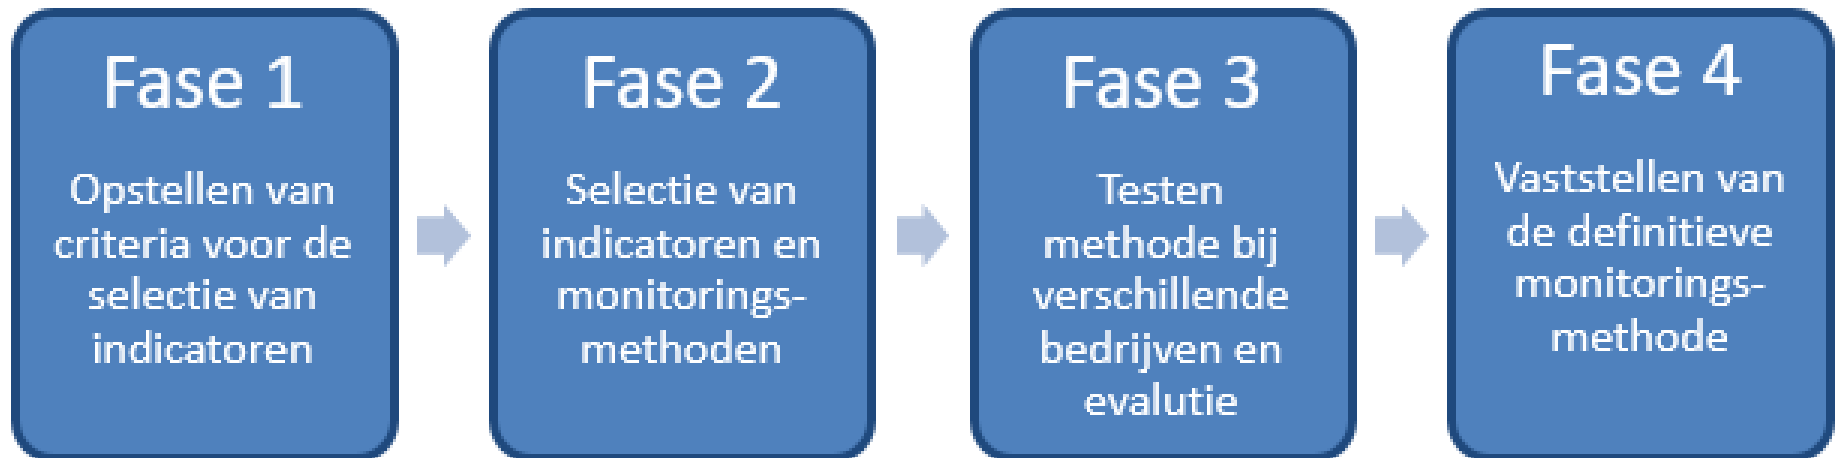 Fase 1
Opstellen van
criteria voor de
selectie van
indicatoren
Fase 2
Selectie van
indicatoren en
monitorings-
methoden
Fase 3
Testen
methode bij
verschillende
bedrijven en
evalutie
Fase 4
Vaststellen van
de definitieve
monitorings-
methode